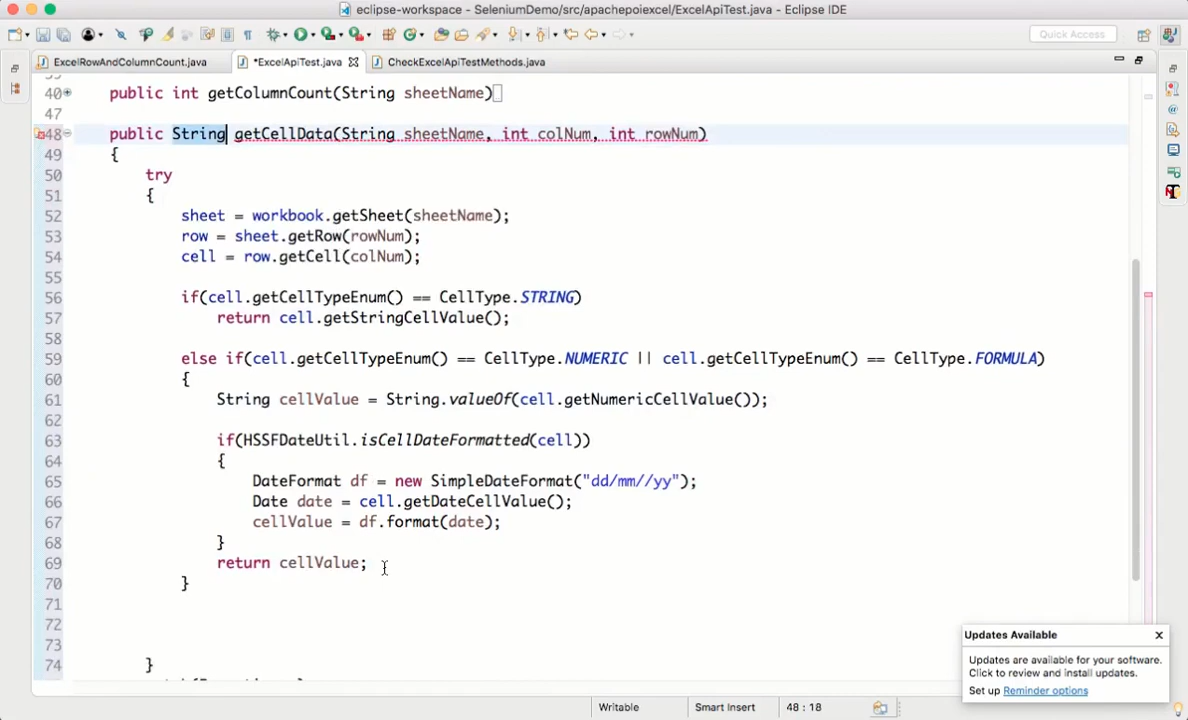 eclipse-workspace - SeleniumDemo/src/apachepoiexcel/ExcelApiTest.java - Eclipse IDE
Quick Access
ExcelRowAndColumnCount.java *ExcelApiTest.java CheckExcelApiTestMethods.java
40 public int getColumnCount(String sheetName)
47
48 public String getCellData(String sheetName, int colNum, int rowNum)
49 {
50 try
51 {
52 sheet = workbook.getSheet(sheetName);
53 row = sheet.getRow(rowNum);
54 cell = row.getCell(colNum);
55
56 if(cell.getCellTypeEnum() == CellType.STRING)
57 return cell.getStringCellValue();
58
59 else if(cell.getCellTypeEnum() == CellType.NUMERIC || cell.getCellTypeEnum() == CellType.FORMULA)
60 {
61 String cellValue = String.valueOf(cell.getNumericCellValue());
62
63 if(HSSFDateUtil.isCellDateFormatted(cell))
64 {
65 DateFormat df = new SimpleDateFormat("dd/mm//yy");
66 Date date = cell.getDateCellValue();
67 cellValue = df.format(date);
68 }
69 return cellValue;
70 }
71
72
73
74 }
Updates Available
Updates are available for your software.
Click to review and install updates.
Set up Reminder options
Writable Smart Insert 48 : 18